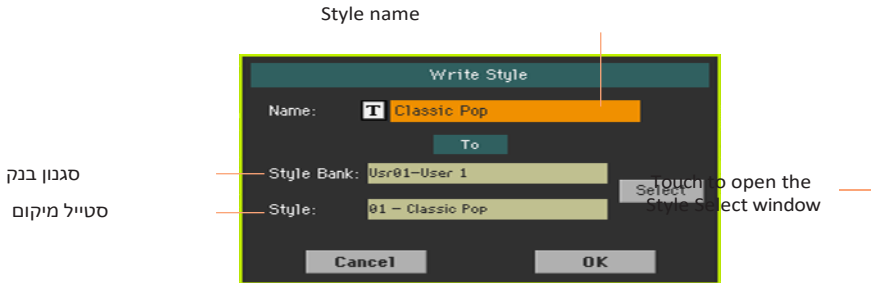 Style name
Write Style
Name: T Classic Pop
To
סגנון בנק
Style Bank: Usr01-User 1
Select
Touch to open the
Style Select window
סטייל מיקום
Style: 01 - Classic Pop
Cancel OK